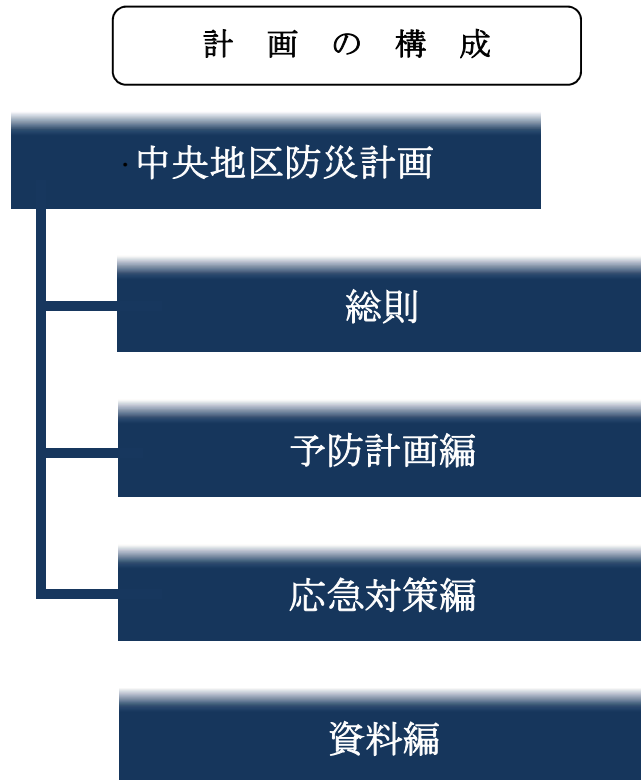 計画の構成
・中央地区防災計画
総則
予防計画編
応急対策編
資料編